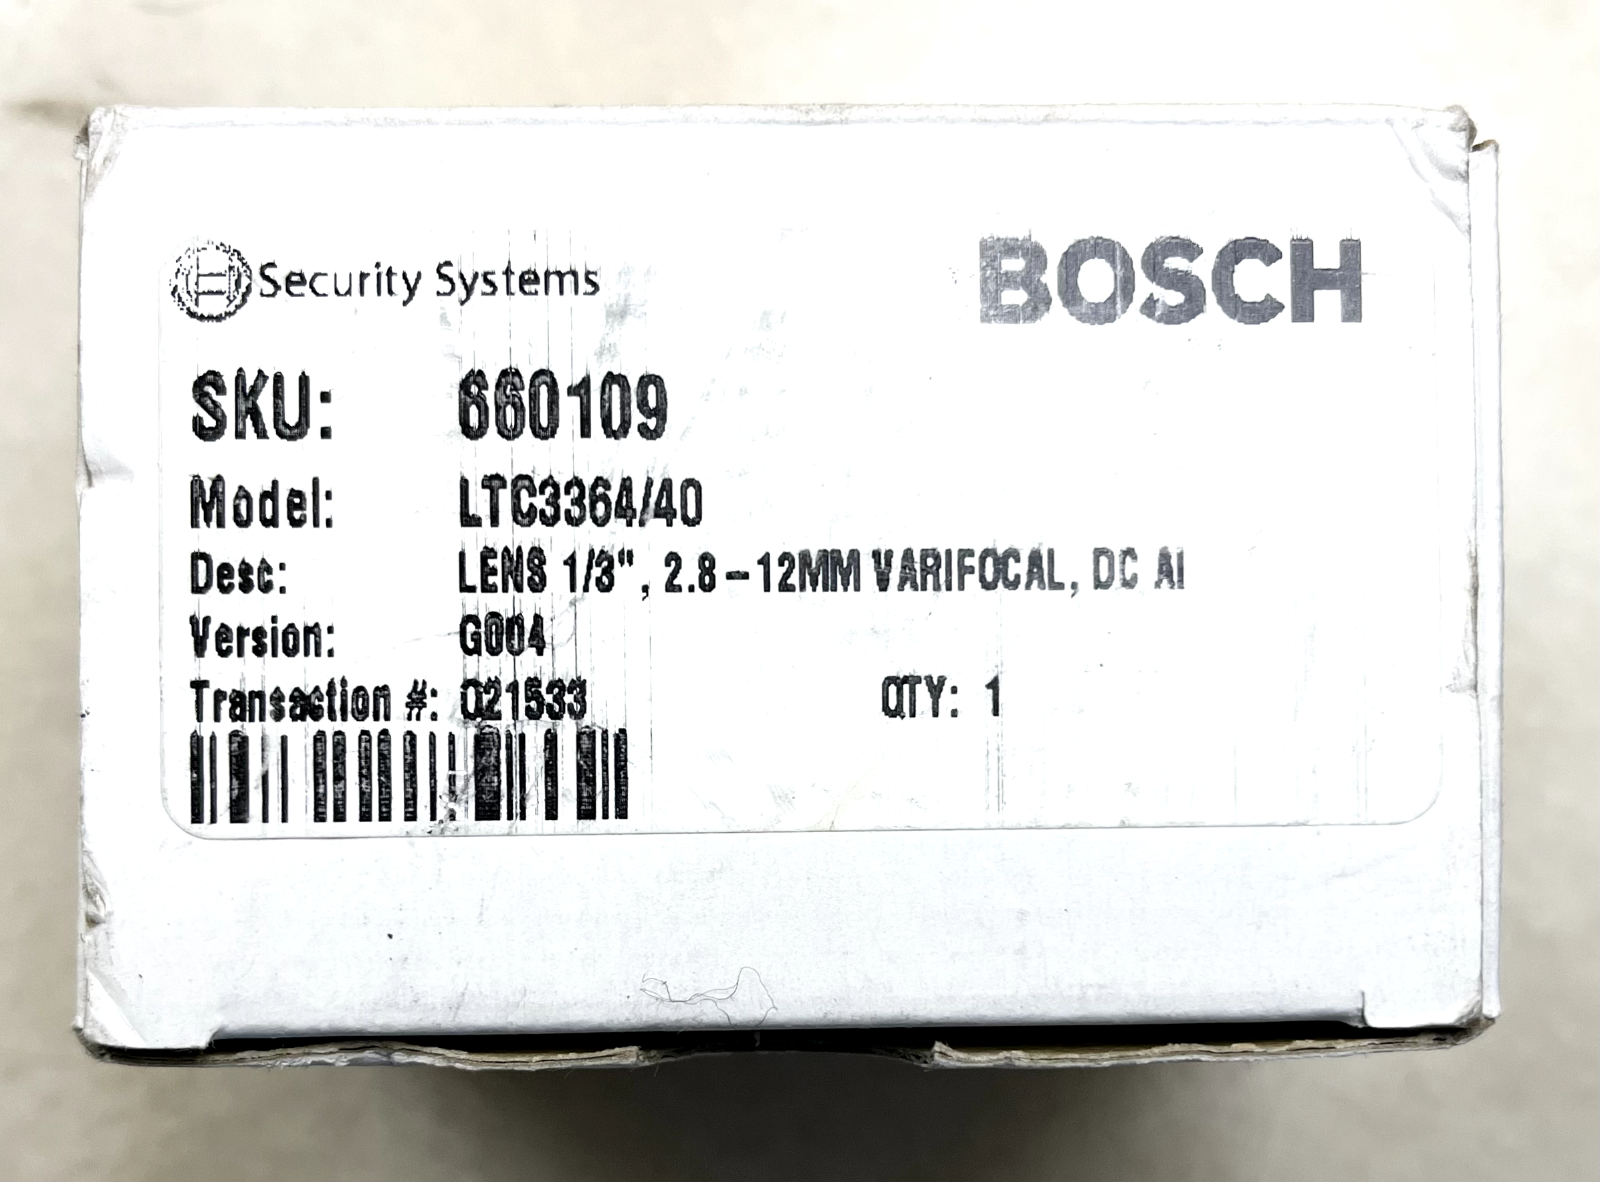 Security Systems BOSCH
SKU: 660109
Model: LTC3364/40
Desc: LENS 1/3", 2.8-12MM VARIFOCAL, DC AI
Version: G004
Transaction #: 021533 QTY: 1